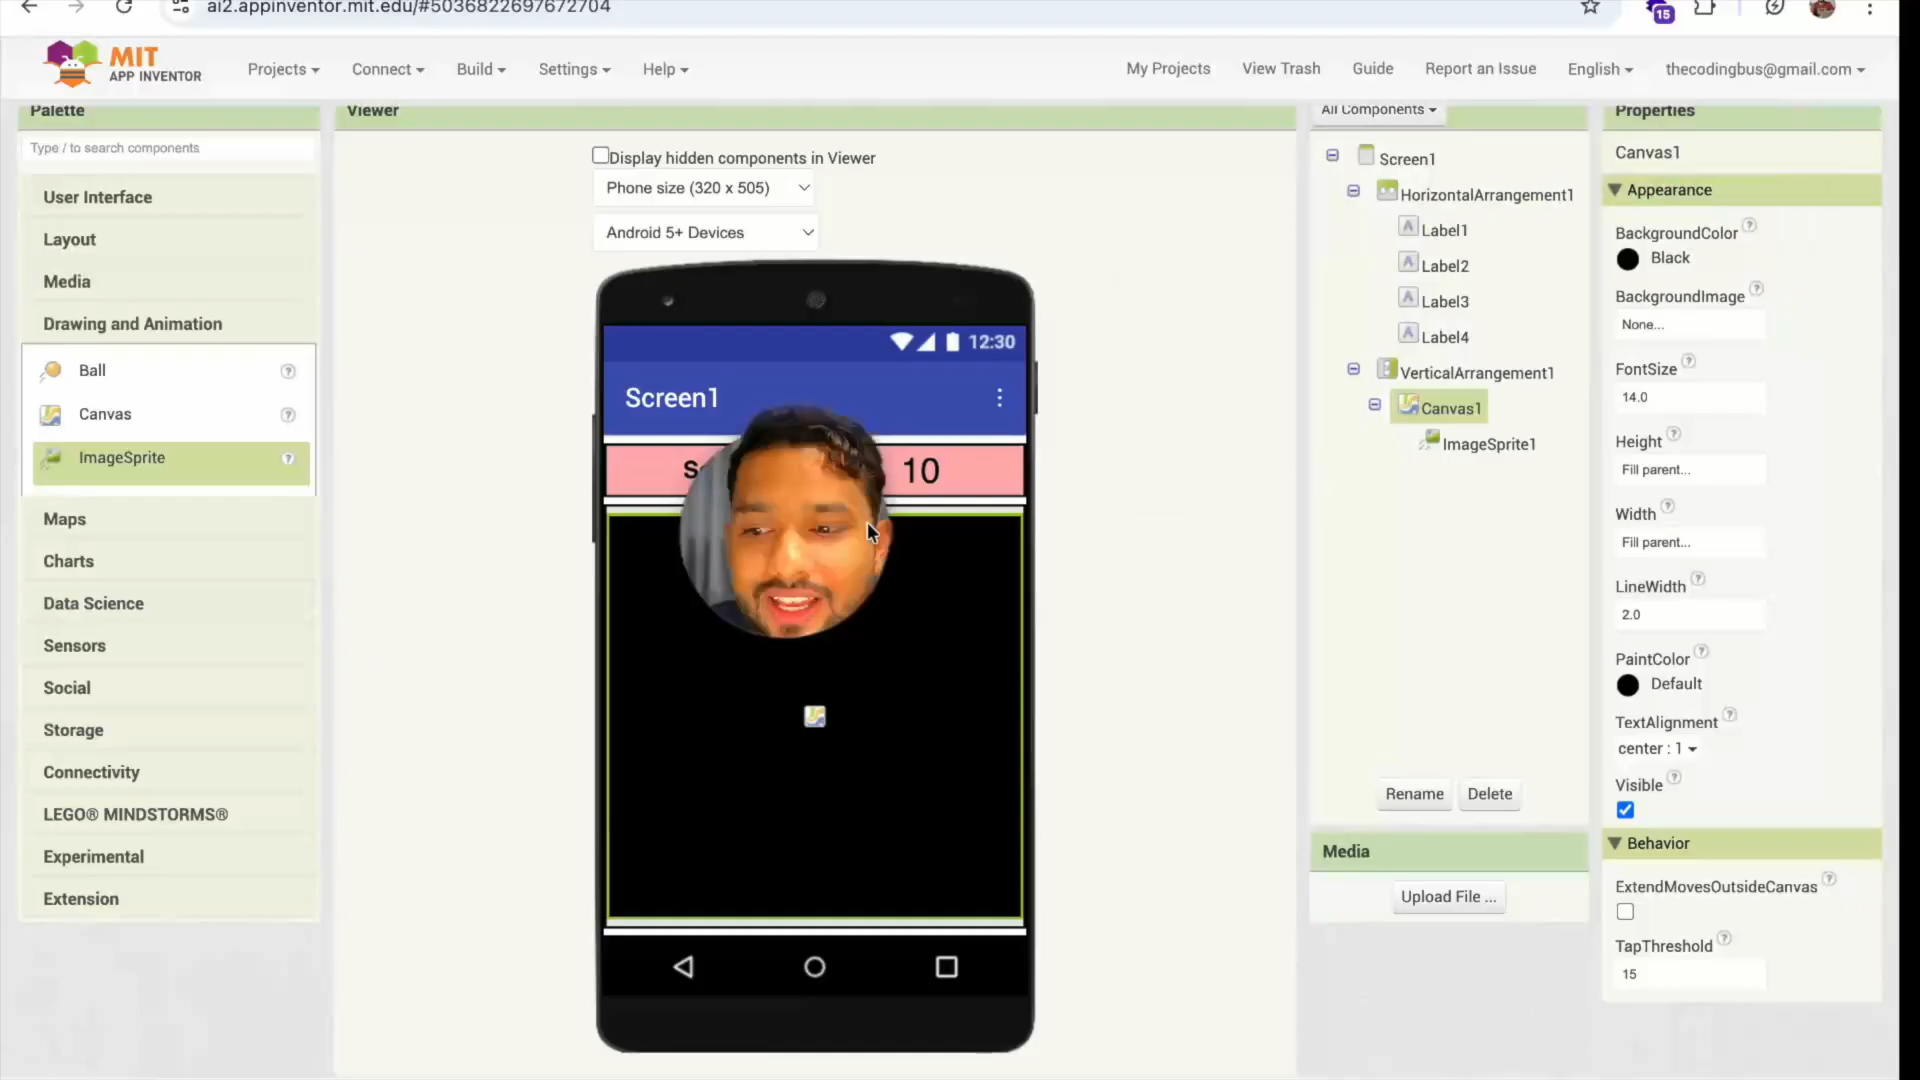 ai2.appinventor.mit.edu/#5036822697672704
15
MIT
APP INVENTOR
Projects
Connect
Build
Settings
Help
My Projects
View Trash
Guide
Report an Issue
English
thecodingbus@gmail.com
Palette
Type / to search components
User Interface
Layout
Media
Drawing and Animation
Ball
Canvas
ImageSprite
Maps
Charts
Data Science
Sensors
Social
Storage
Connectivity
LEGO® MINDSTORMS®
Experimental
Extension
Viewer
Display hidden components in Viewer
Phone size (320 x 505)
Android 5+ Devices
12:30
Screen1
10
All Components
Screen1
HorizontalArrangement1
Label1
Label2
Label3
Label4
VerticalArrangement1
Canvas1
ImageSprite1
Rename
Delete
Media
Upload File ...
Properties
Canvas1
Appearance
BackgroundColor
Black
BackgroundImage
None...
FontSize
14.0
Height
Fill parent...
Width
Fill parent...
LineWidth
2.0
PaintColor
Default
TextAlignment
center : 1
Visible
Behavior
ExtendMovesOutsideCanvas
TapThreshold
15